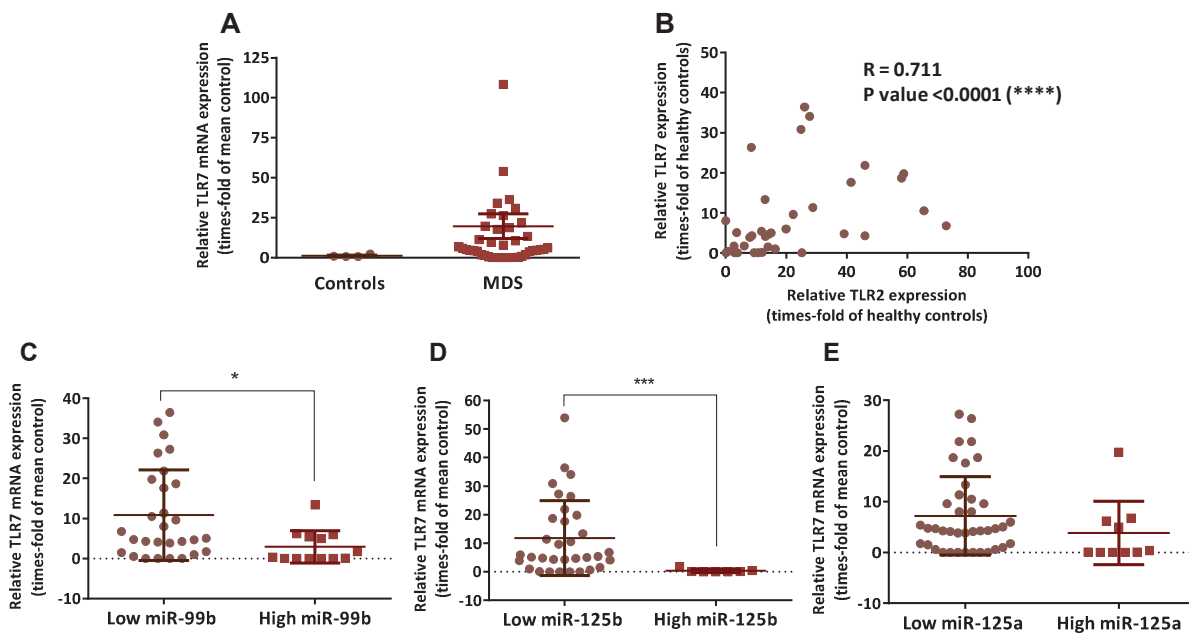 A
Relative TLR7 mRNA expression
(times-fold of mean control)
125
100
75
50
25
0
Controls
MDS
B
Relative TLR7 expression
(times-fold of healthy controls)
50
40
30
20
10
0
R = 0.711
P value <0.0001 (****)
0
20
40
60
80
100
Relative TLR2 expression
(times-fold of healthy controls)
C
Relative TLR7 mRNA expression
(times-fold of mean control)
40
30
20
10
0
-10
*
Low miR-99b
High miR-99b
D
Relative TLR7 mRNA expression
(times-fold of mean control)
60
50
40
30
20
10
0
-10
***
Low miR-125b
High miR-125b
E
Relative TLR7 mRNA expression
(times-fold of mean control)
30
20
10
0
-10
Low miR-125a
High miR-125a